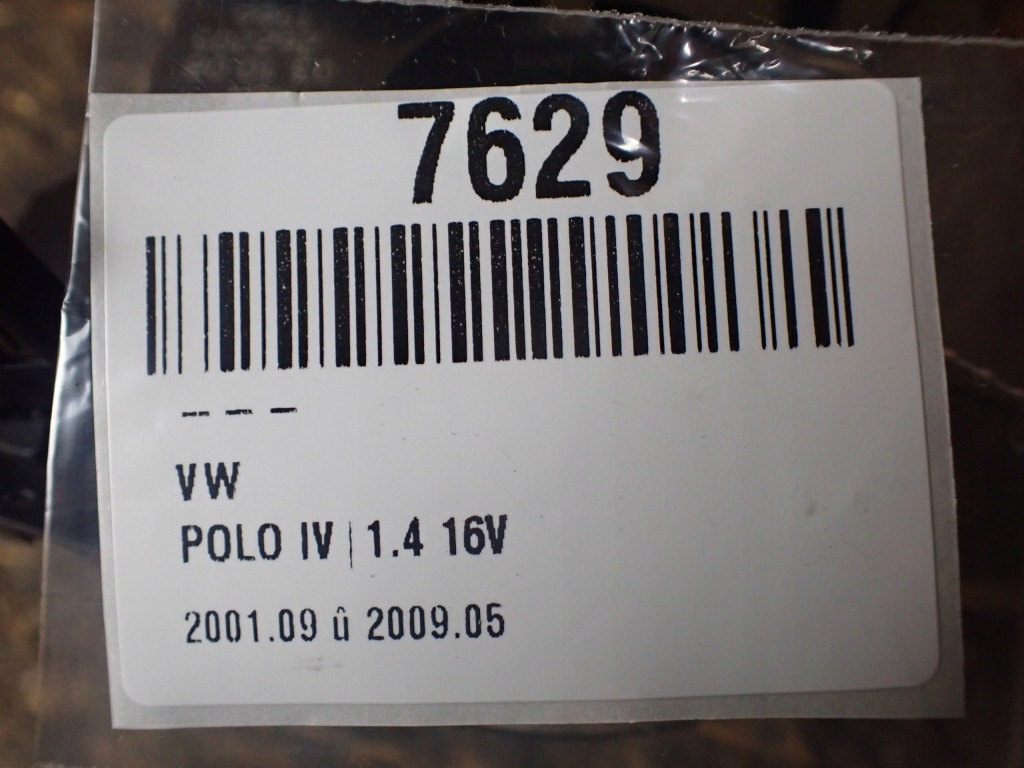 7629
--- --- ---
VW
POLO IV | 1.4 16V
2001.09 û 2009.05